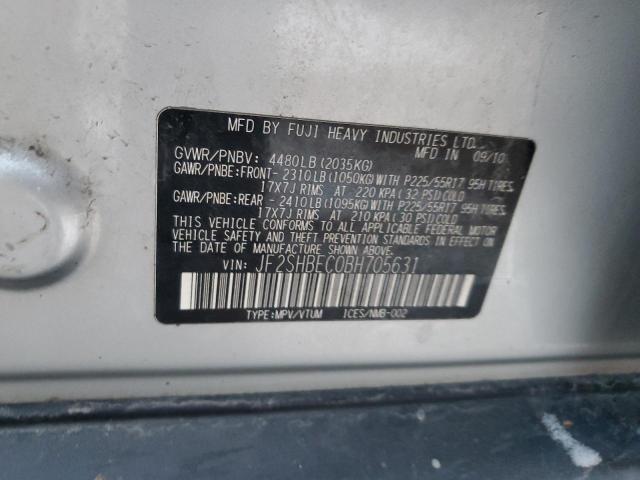 MFD BY FUJI HEAVY INDUSTRIES LTD.
MFD IN 09/10
GVWR/PNBV: 4480LB (2035KG)
GAWR/PNBE:FRONT- 2310LB(1050KG)WITH P225/55R17 95H TIRES,
17X7J RIMS AT 220 KPA( 32 PSI)COLD
GAWR/PNBE:REAR - 2410LB(1095KG)WITH P225/55R17 95H TIRES,
17X7J RIMS AT 210 KPA( 30 PSI)COLD
THIS VEHICLE CONFORMS TO ALL APPLICABLE FEDERAL MOTOR
VEHICLE SAFETY AND THEFT PREVENTION STANDARDS IN EFFECT ON
THE DATE OF MANUFACTURE SHOWN ABOVE.
VIN: JF2SHBEC0BH705631
TYPE:MPV/VTUM ICES/NMB-002